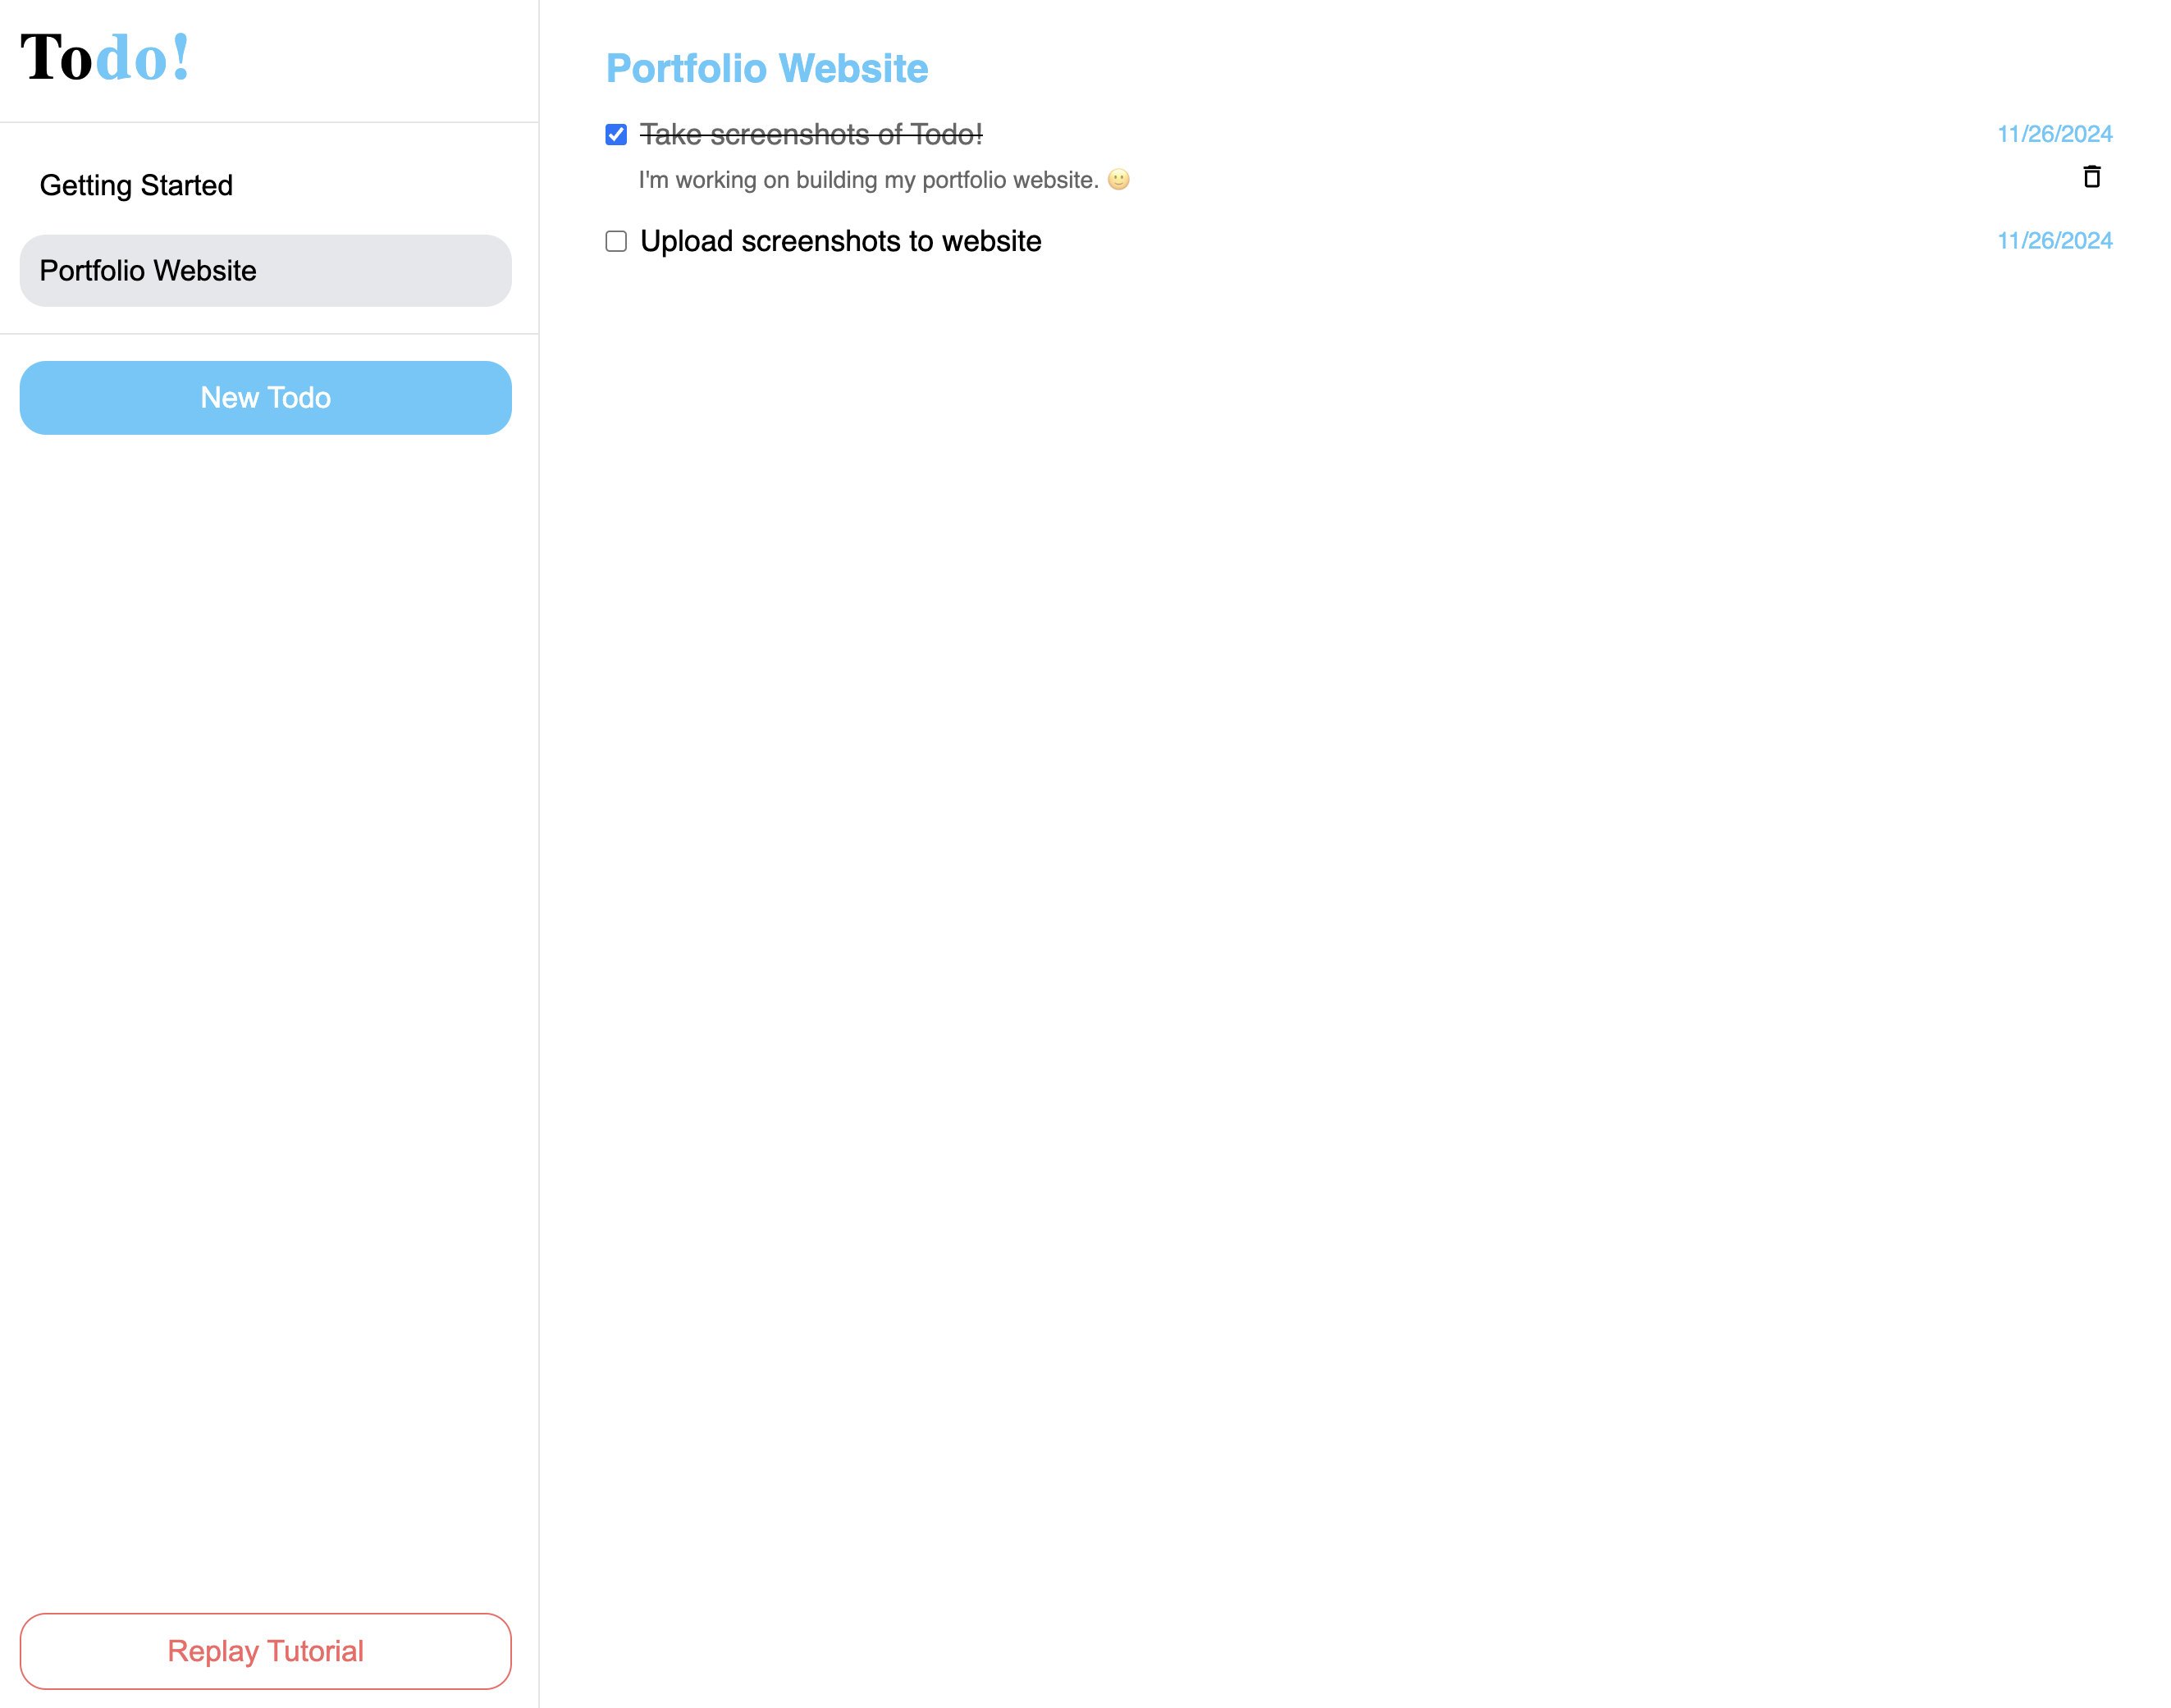 Todo!
Getting Started
Portfolio Website
New Todo
Replay Tutorial
Portfolio Website
Take screenshots of Todo! 11/26/2024
I'm working on building my portfolio website. 🙂
Upload screenshots to website 11/26/2024